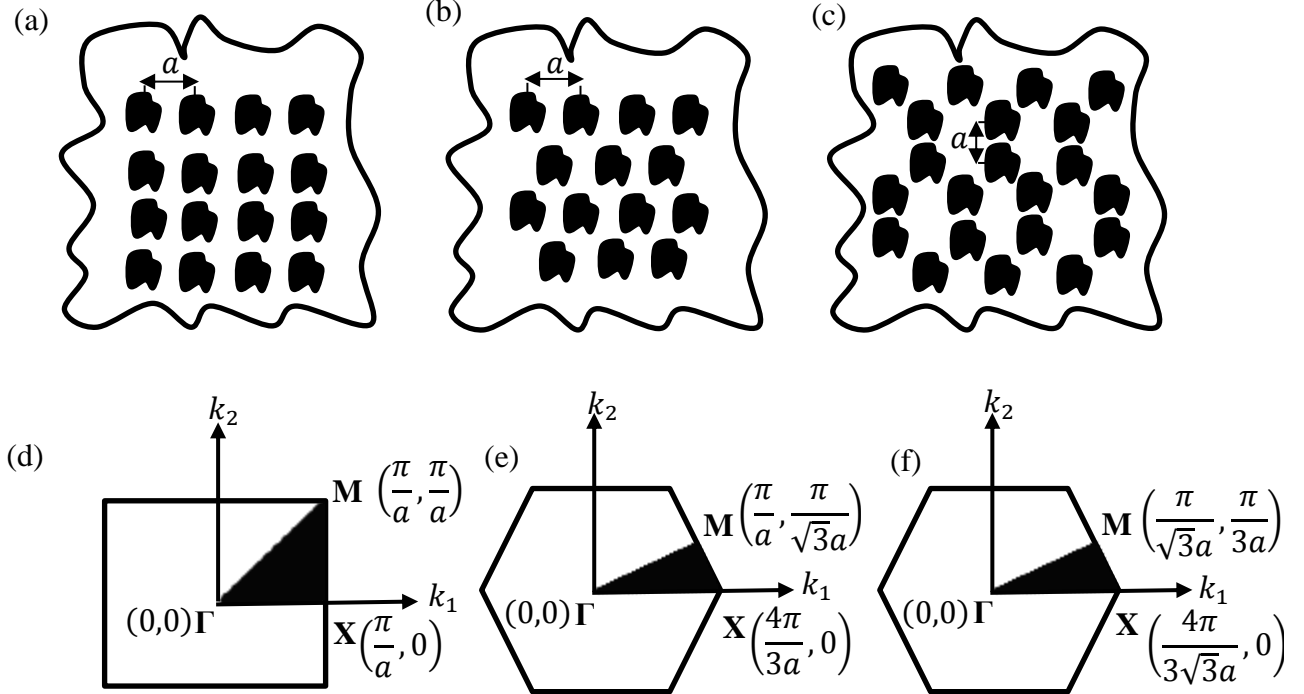 (a)
(b)
(c)
a
a
a
(d)
(e)
(f)
k₂
k₂
k₂
M (π/a, π/a)
M (π/a, π/√3a)
M (π/√3a, π/3a)
(0,0) Γ
k₁
(0,0) Γ
k₁
(0,0) Γ
k₁
X (π/a, 0)
X (4π/3a, 0)
X (4π/3√3a, 0)